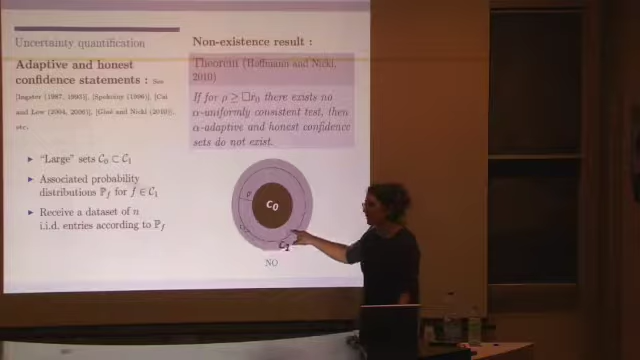 Uncertainty quantification
Adaptive and honest
confidence statements : See
[Ingster (1987, 1993)], [Spokoiny (1996)], [Cai
and Low (2004, 2006)], [Giné and Nickl (2010)],
etc.
▶ "Large" sets C₀ ⊂ C₁
▶ Associated probability
distributions ℙ_f for f ∈ C₁
▶ Receive a dataset of n
i.i.d. entries according to ℙ_f
Non-existence result :
Theorem (Hoffmann and Nickl,
2010)
If for ρ ≥ □r₀ there exists no
α-uniformly consistent test, then
α-adaptive and honest confidence
sets do not exist.
ρ
C₀
C₁
NO